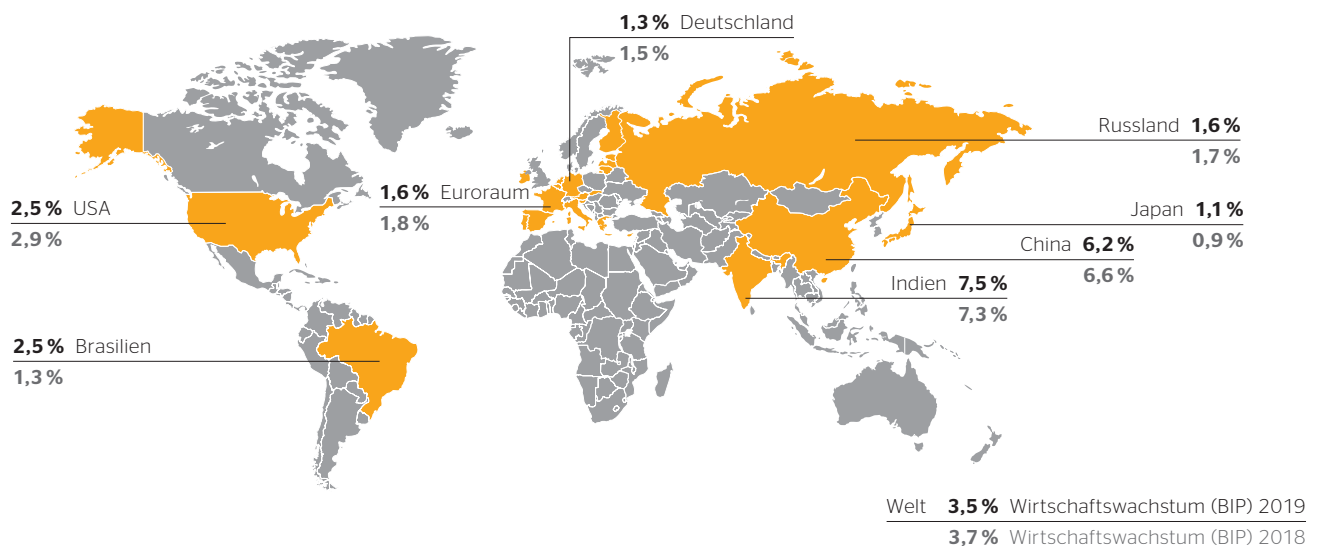 1,3 % Deutschland
1,5 %
Russland 1,6 %
1,7 %
1,6 % Euroraum
1,8 %
2,5 % USA
2,9 %
Japan 1,1 %
0,9 %
China 6,2 %
6,6 %
Indien 7,5 %
7,3 %
2,5 % Brasilien
1,3 %
Welt 3,5 % Wirtschaftswachstum (BIP) 2019
3,7 % Wirtschaftswachstum (BIP) 2018